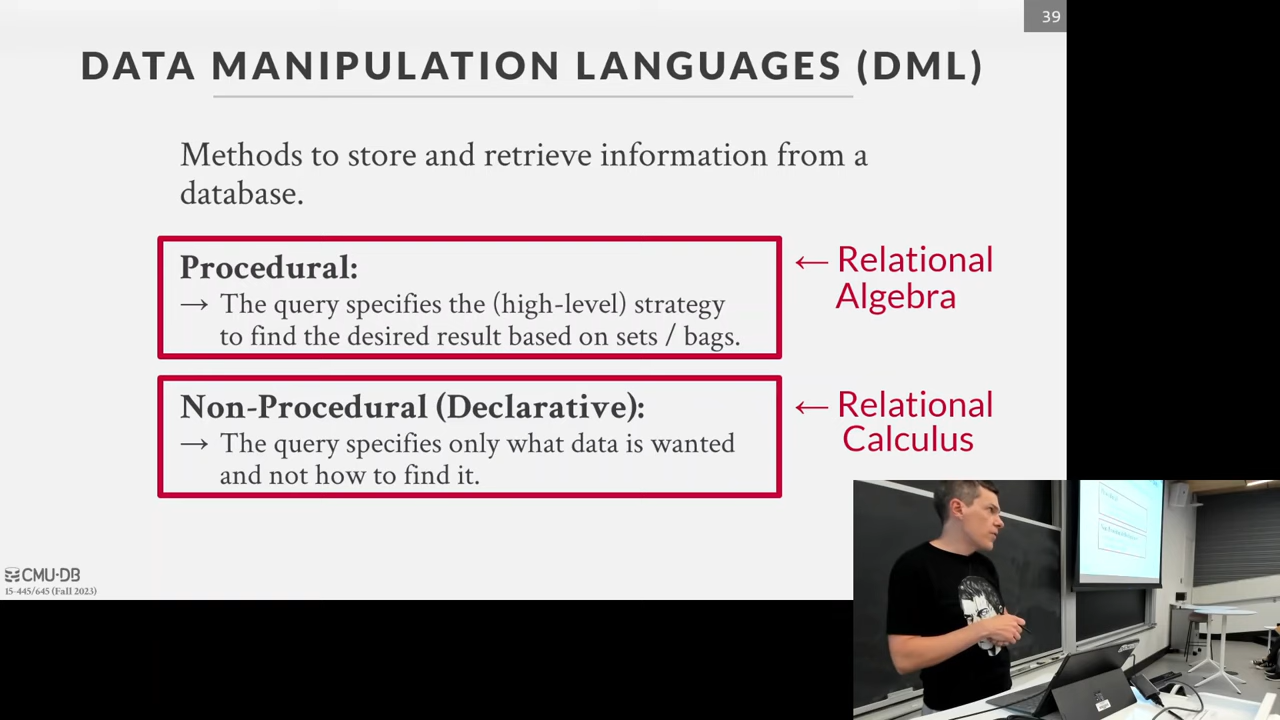 39
DATA MANIPULATION LANGUAGES (DML)
Methods to store and retrieve information from a
database.
Procedural:
→ The query specifies the (high-level) strategy
to find the desired result based on sets / bags.
← Relational
Algebra
Non-Procedural (Declarative):
→ The query specifies only what data is wanted
and not how to find it.
← Relational
Calculus
CMU·DB
15-445/645 (Fall 2023)